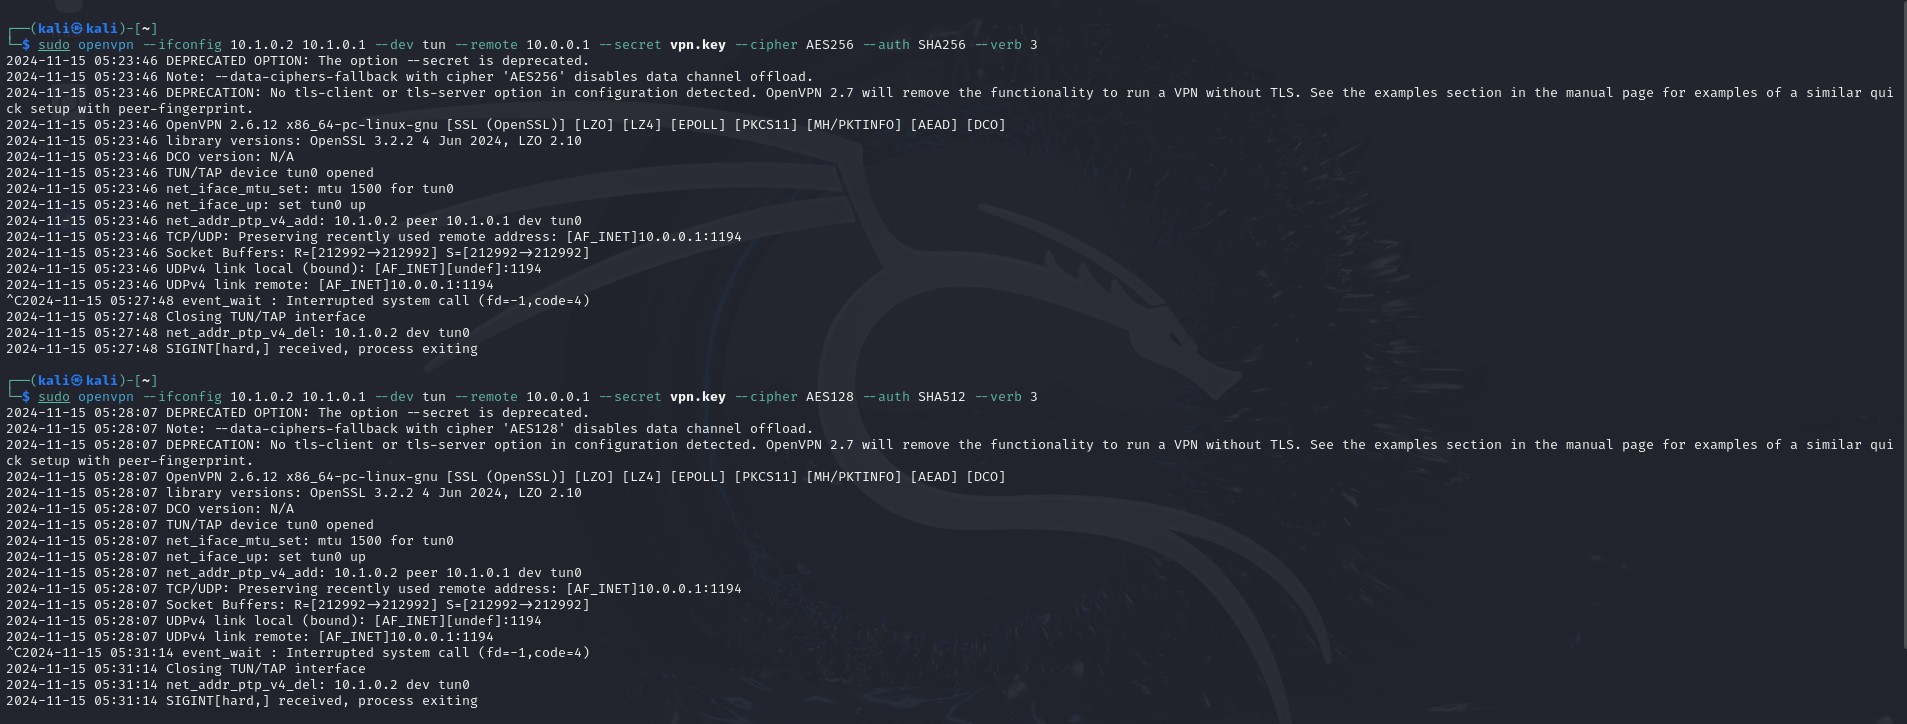 ┌──(kali㉿kali)-[~]
└─$ sudo openvpn --ifconfig 10.1.0.2 10.1.0.1 --dev tun --remote 10.0.0.1 --secret vpn.key --cipher AES256 --auth SHA256 --verb 3
2024-11-15 05:23:46 DEPRECATED OPTION: The option --secret is deprecated.
2024-11-15 05:23:46 Note: --data-ciphers-fallback with cipher 'AES256' disables data channel offload.
2024-11-15 05:23:46 DEPRECATION: No tls-client or tls-server option in configuration detected. OpenVPN 2.7 will remove the functionality to run a VPN without TLS. See the examples section in the manual page for examples of a similar qui
ck setup with peer-fingerprint.
2024-11-15 05:23:46 OpenVPN 2.6.12 x86_64-pc-linux-gnu [SSL (OpenSSL)] [LZO] [LZ4] [EPOLL] [PKCS11] [MH/PKTINFO] [AEAD] [DCO]
2024-11-15 05:23:46 library versions: OpenSSL 3.2.2 4 Jun 2024, LZO 2.10
2024-11-15 05:23:46 DCO version: N/A
2024-11-15 05:23:46 TUN/TAP device tun0 opened
2024-11-15 05:23:46 net_iface_mtu_set: mtu 1500 for tun0
2024-11-15 05:23:46 net_iface_up: set tun0 up
2024-11-15 05:23:46 net_addr_ptp_v4_add: 10.1.0.2 peer 10.1.0.1 dev tun0
2024-11-15 05:23:46 TCP/UDP: Preserving recently used remote address: [AF_INET]10.0.0.1:1194
2024-11-15 05:23:46 Socket Buffers: R=[212992->212992] S=[212992->212992]
2024-11-15 05:23:46 UDPv4 link local (bound): [AF_INET][undef]:1194
2024-11-15 05:23:46 UDPv4 link remote: [AF_INET]10.0.0.1:1194
^C2024-11-15 05:27:48 event_wait : Interrupted system call (fd=-1,code=4)
2024-11-15 05:27:48 Closing TUN/TAP interface
2024-11-15 05:27:48 net_addr_ptp_v4_del: 10.1.0.2 dev tun0
2024-11-15 05:27:48 SIGINT[hard,] received, process exiting
┌──(kali㉿kali)-[~]
└─$ sudo openvpn --ifconfig 10.1.0.2 10.1.0.1 --dev tun --remote 10.0.0.1 --secret vpn.key --cipher AES128 --auth SHA512 --verb 3
2024-11-15 05:28:07 DEPRECATED OPTION: The option --secret is deprecated.
2024-11-15 05:28:07 Note: --data-ciphers-fallback with cipher 'AES128' disables data channel offload.
2024-11-15 05:28:07 DEPRECATION: No tls-client or tls-server option in configuration detected. OpenVPN 2.7 will remove the functionality to run a VPN without TLS. See the examples section in the manual page for examples of a similar qui
ck setup with peer-fingerprint.
2024-11-15 05:28:07 OpenVPN 2.6.12 x86_64-pc-linux-gnu [SSL (OpenSSL)] [LZO] [LZ4] [EPOLL] [PKCS11] [MH/PKTINFO] [AEAD] [DCO]
2024-11-15 05:28:07 library versions: OpenSSL 3.2.2 4 Jun 2024, LZO 2.10
2024-11-15 05:28:07 DCO version: N/A
2024-11-15 05:28:07 TUN/TAP device tun0 opened
2024-11-15 05:28:07 net_iface_mtu_set: mtu 1500 for tun0
2024-11-15 05:28:07 net_iface_up: set tun0 up
2024-11-15 05:28:07 net_addr_ptp_v4_add: 10.1.0.2 peer 10.1.0.1 dev tun0
2024-11-15 05:28:07 TCP/UDP: Preserving recently used remote address: [AF_INET]10.0.0.1:1194
2024-11-15 05:28:07 Socket Buffers: R=[212992->212992] S=[212992->212992]
2024-11-15 05:28:07 UDPv4 link local (bound): [AF_INET][undef]:1194
2024-11-15 05:28:07 UDPv4 link remote: [AF_INET]10.0.0.1:1194
^C2024-11-15 05:31:14 event_wait : Interrupted system call (fd=-1,code=4)
2024-11-15 05:31:14 Closing TUN/TAP interface
2024-11-15 05:31:14 net_addr_ptp_v4_del: 10.1.0.2 dev tun0
2024-11-15 05:31:14 SIGINT[hard,] received, process exiting